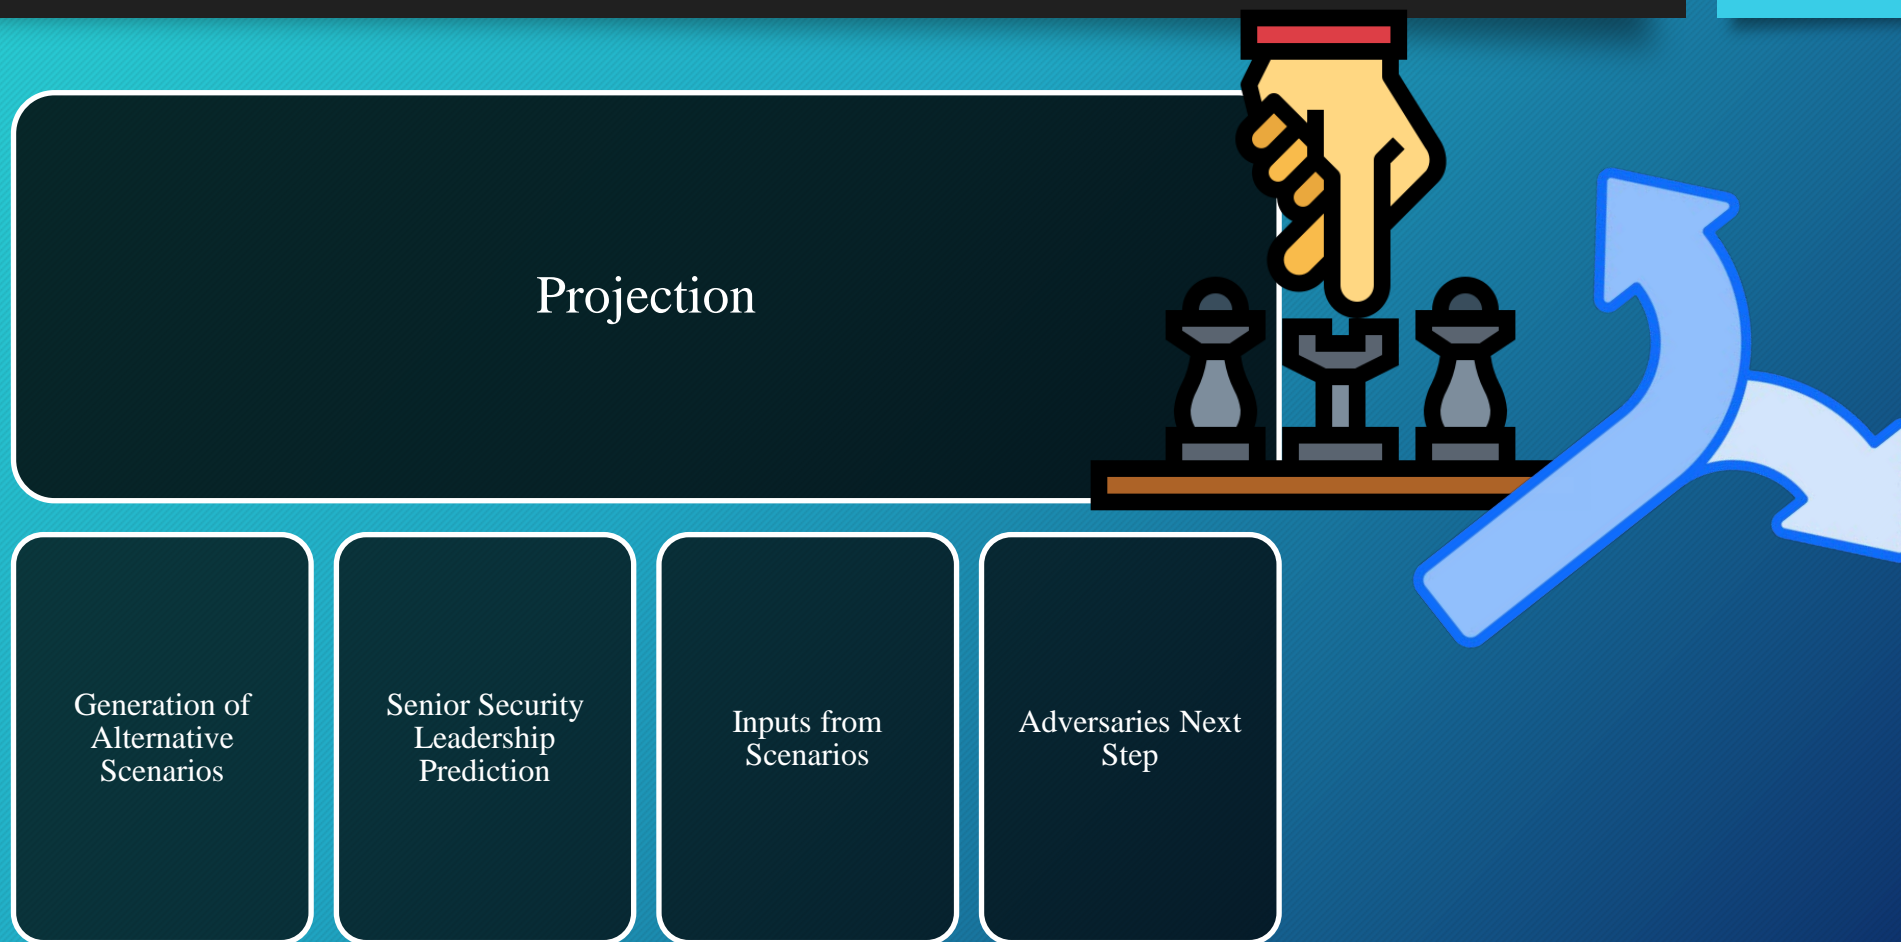 Projection
Generation of
Alternative
Scenarios
Senior Security
Leadership
Prediction
Inputs from
Scenarios
Adversaries Next
Step